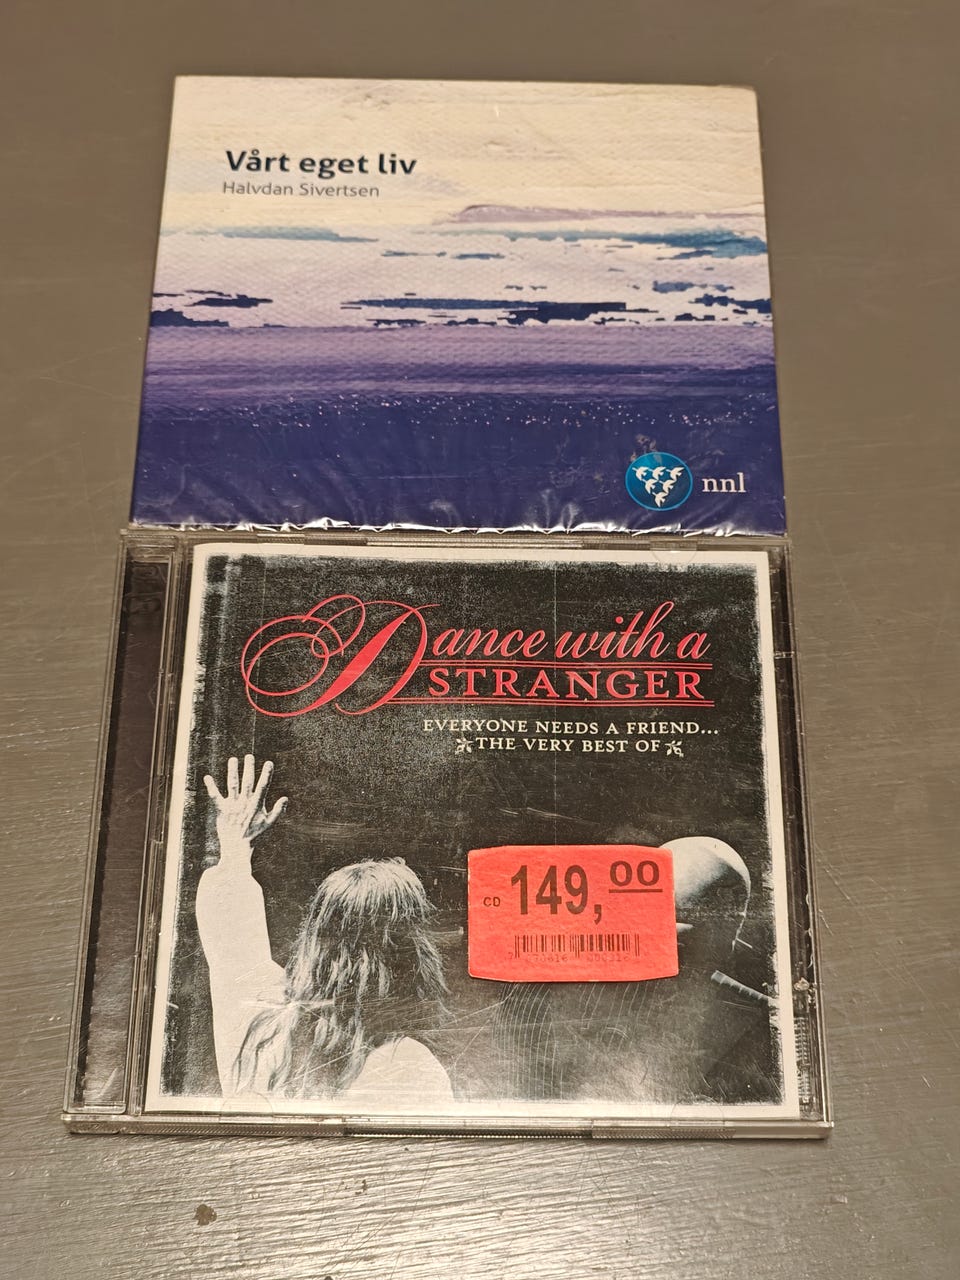 Vårt eget liv
Halvdan Sivertsen
nnl
Dance with a
STRANGER
EVERYONE NEEDS A FRIEND...
THE VERY BEST OF
CD 149,00